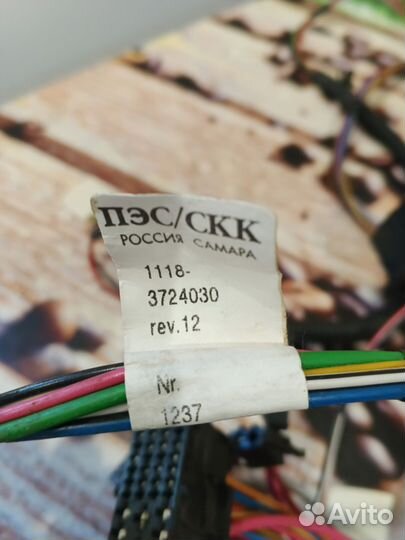 ПЭС/СКК
РОССИЯ САМАРА
1118-
3724030
rev.12
Nr.
1237
Avito